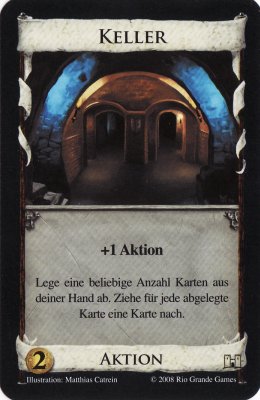 KELLER
+1 Aktion
Lege eine beliebige Anzahl Karten aus
deiner Hand ab. Ziehe für jede abgelegte
Karte eine Karte nach.
2
AKTION
Illustration: Matthias Catrein © 2008 Rio Grande Games